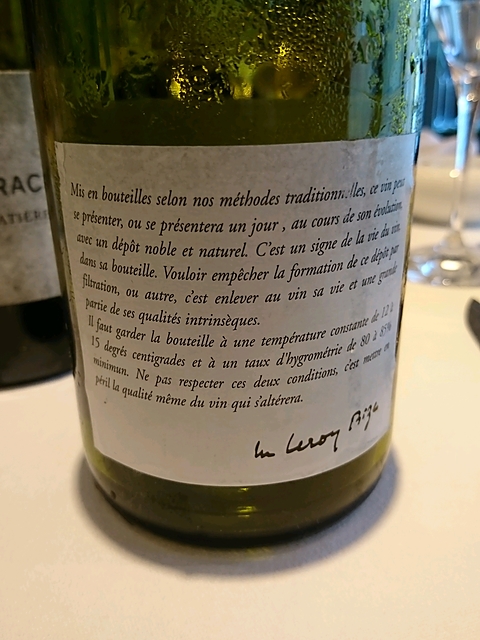 RAC
ATIÈRE
Mis en bouteilles selon nos méthodes traditionnelles, ce vin peut
se présenter, ou se présentera un jour , au cours de son évolution,
avec un dépôt noble et naturel. C'est un signe de la vie du vin
dans sa bouteille. Vouloir empêcher la formation de ce dépôt par
filtration, ou autre, c'est enlever au vin sa vie et une grande
partie de ses qualités intrinsèques.
Il faut garder la bouteille à une température constante de 12 à
15 degrés centigrades et à un taux d'hygrométrie de 80 à 85%
minimum. Ne pas respecter ces deux conditions, c'est mettre en
péril la qualité même du vin qui s'altérera.
Leroy Bize